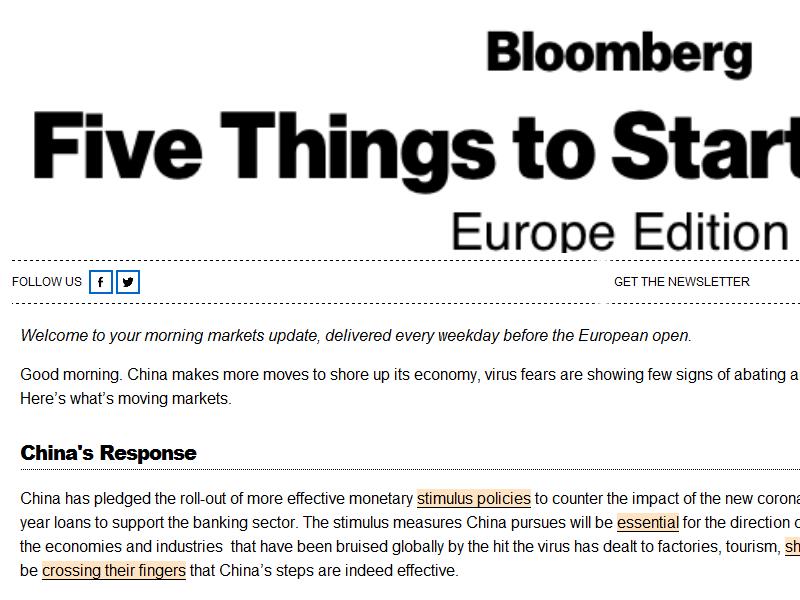 Bloomberg
Five Things to Start
Europe Edition
FOLLOW US GET THE NEWSLETTER
Welcome to your morning markets update, delivered every weekday before the European open.
Good morning. China makes more moves to shore up its economy, virus fears are showing few signs of abating a
Here's what's moving markets.
China's Response
China has pledged the roll-out of more effective monetary stimulus policies to counter the impact of the new corona
year loans to support the banking sector. The stimulus measures China pursues will be essential for the direction o
the economies and industries that have been bruised globally by the hit the virus has dealt to factories, tourism, sh
be crossing their fingers that China's steps are indeed effective.